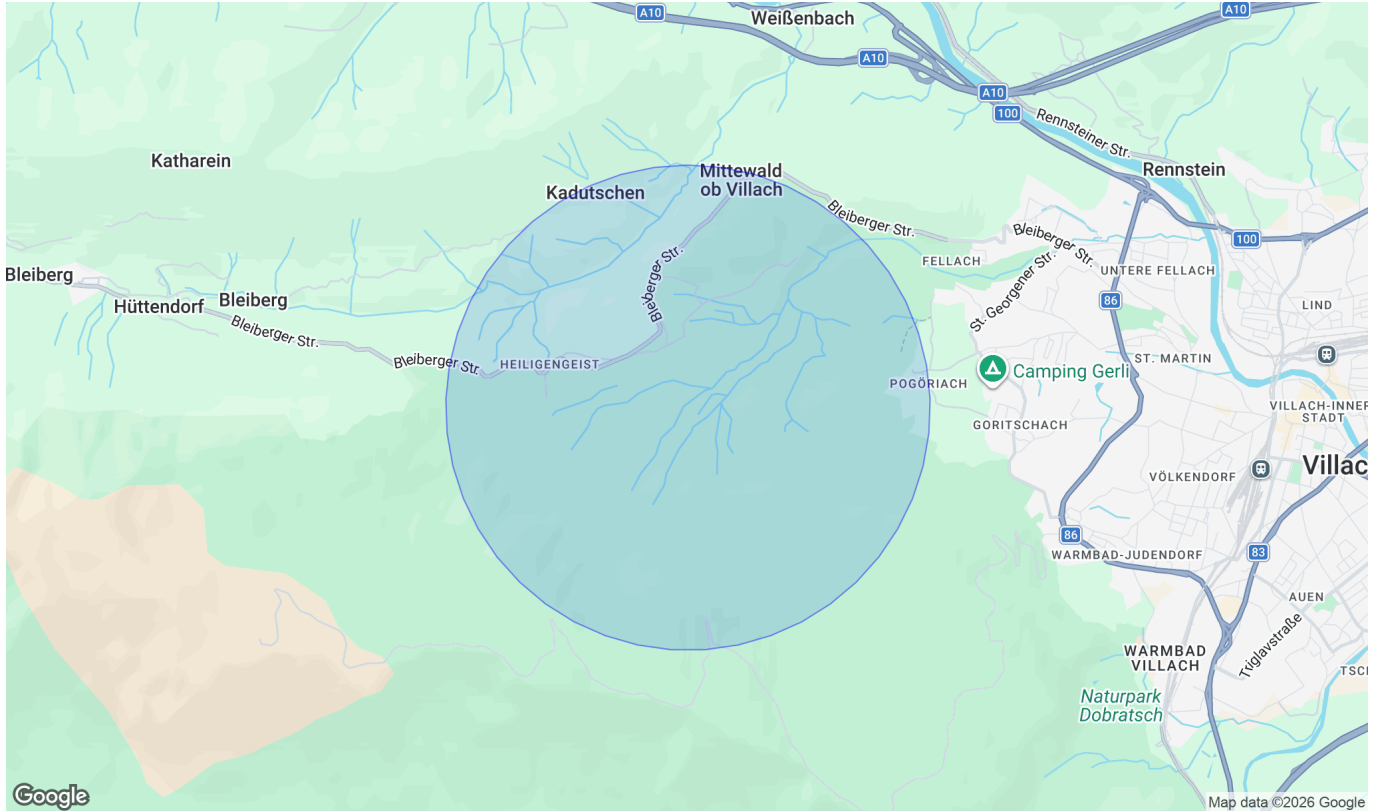 A10
Weißenbach
A10
A10
A10
100
Rennsteiner Str.
Katharein
Rennstein
Mittewald
ob Villach
Kadutschen
Bleiberger Str.
Bleiberger Str.
100
FELLACH
UNTERE FELLACH
St. Georgener Str.
Bleiberger Str.
Bleiberg
Hüttendorf
Bleiberg
86
LIND
Bleiberger Str.
Bleiberger Str.
HEILIGENGEIST
ST. MARTIN
Camping Gerli
POGÖRIACH
VILLACH-INNER
STADT
GORITSCHACH
VÖLKENDORF
Villac
86
WARMBAD-JUDENDORF
83
AUEN
WARMBAD
VILLACH
Triglavstraße
TSCH
Naturpark
Dobratsch
Google
Map data ©2026 Google